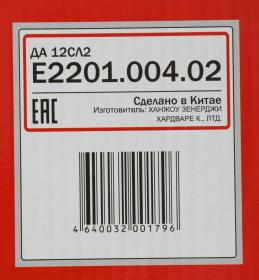 ДА 12СЛ2
E2201.004.02
EAC
Сделано в Китае
Изготовитель: ХАНЖОУ ЗЕНЕРДЖИ
ХАРДВАРЕ К., ЛТД.
4 640032 001796